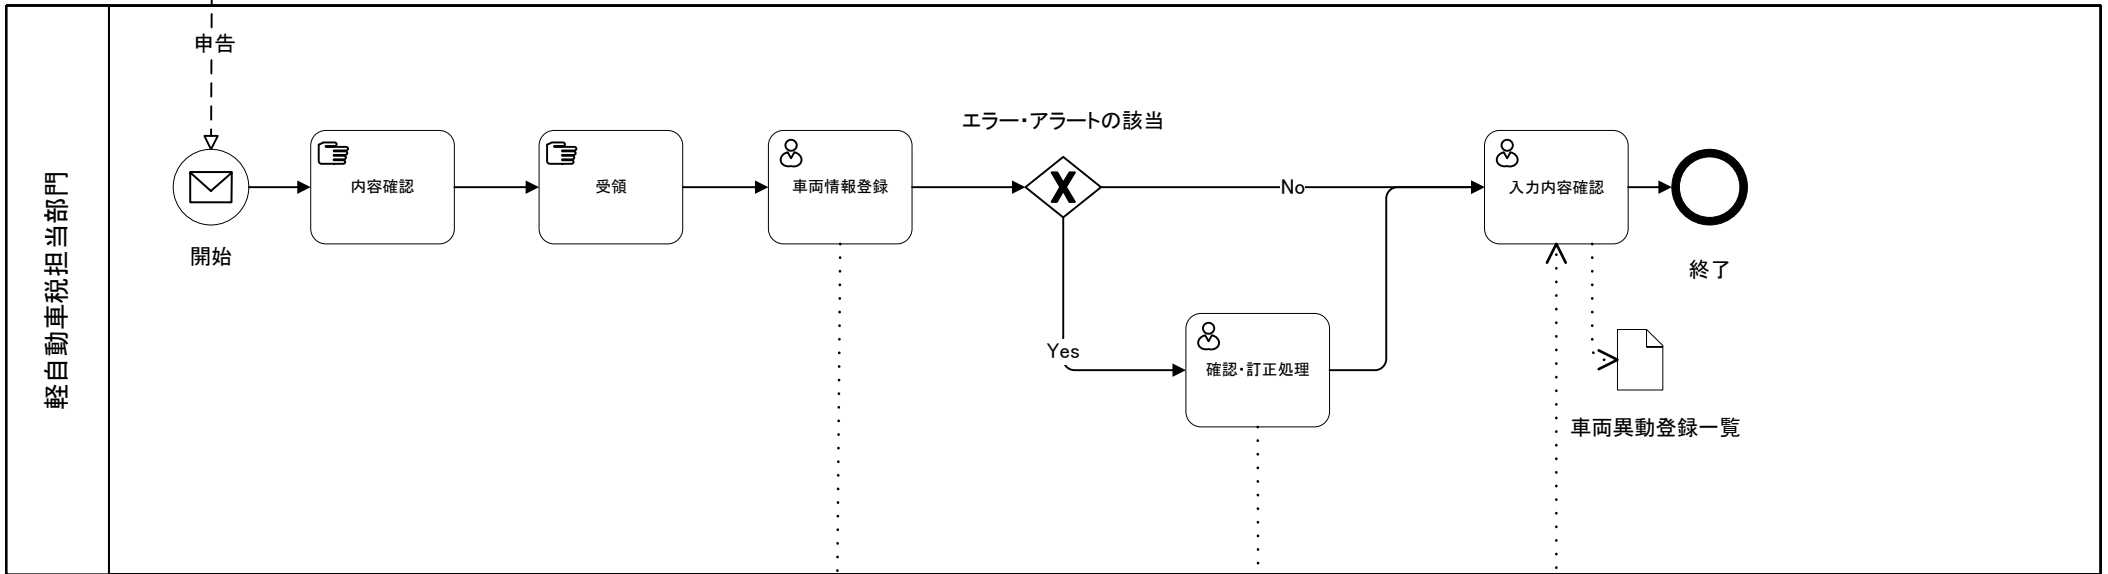 申告
軽自動車税担当部門
開始
内容確認
受領
車両情報登録
エラー・アラートの該当
No
Yes
確認・訂正処理
入力内容確認
終了
車両異動登録一覧